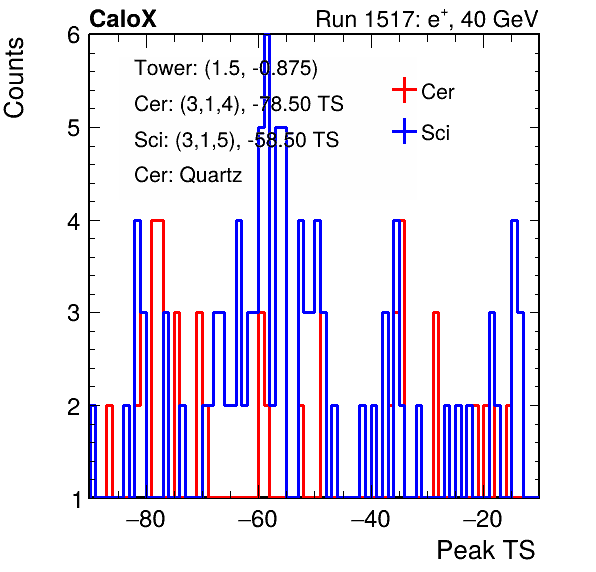 CaloX Run 1517: e⁺, 40 GeV
Counts
6
Tower: (1.5, -0.875)
Cer: (3,1,4), -78.50 TS
Sci: (3,1,5), -58.50 TS
Cer: Quartz
Cer
Sci
5
4
3
2
1
−80 −60 −40 −20
Peak TS